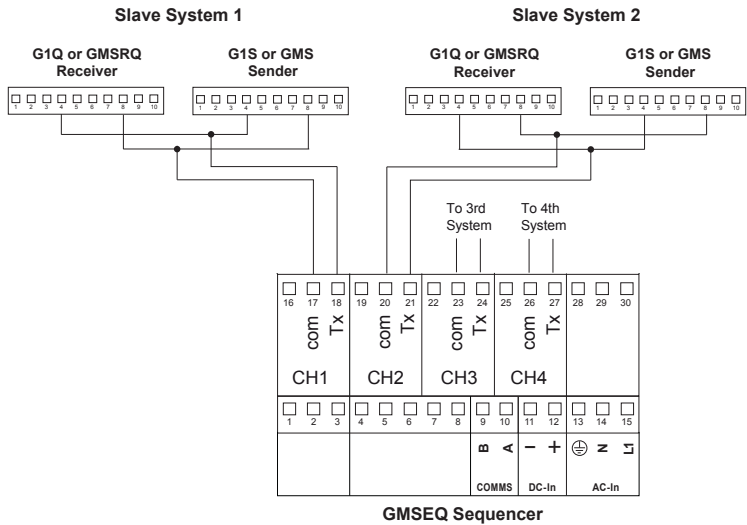 Slave System 1
Slave System 2
G1Q or GMSRQ
Receiver
G1S or GMS
Sender
G1Q or GMSRQ
Receiver
G1S or GMS
Sender
1 2 3 4 5 6 7 8 9 10
1 2 3 4 5 6 7 8 9 10
1 2 3 4 5 6 7 8 9 10
1 2 3 4 5 6 7 8 9 10
To 3rd
System
To 4th
System
16 17 18 19 20 21 22 23 24 25 26 27 28 29 30
com Tx com Tx com Tx com Tx
CH1 CH2 CH3 CH4
1 2 3 4 5 6 7 8 9 10 11 12 13 14 15
B A − + N L1
COMMS DC-In AC-In
GMSEQ Sequencer